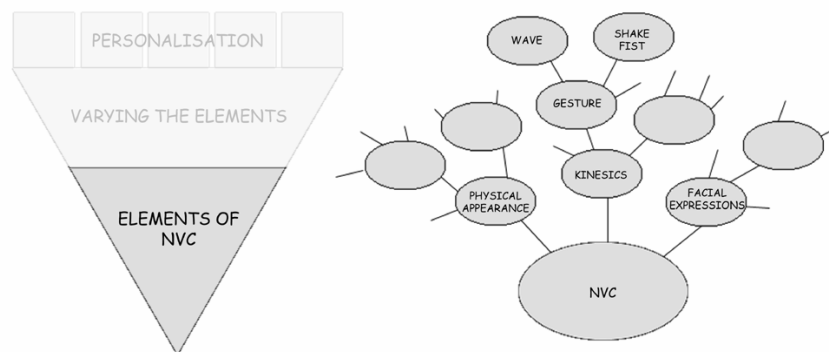 PERSONALISATION
VARYING THE ELEMENTS
ELEMENTS OF
NVC
WAVE
SHAKE
FIST
GESTURE
KINESICS
PHYSICAL
APPEARANCE
FACIAL
EXPRESSIONS
NVC